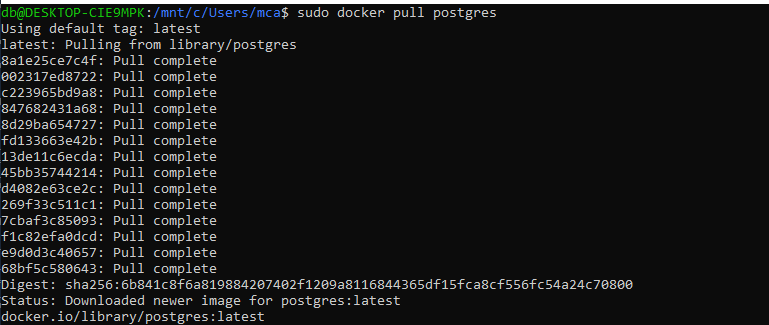 db@DESKTOP-CIE9MPK:/mnt/c/Users/mca$ sudo docker pull postgres
Using default tag: latest
latest: Pulling from library/postgres
8a1e25ce7c4f: Pull complete
002317ed8722: Pull complete
c223965bd9a8: Pull complete
847682431a68: Pull complete
8d29ba654727: Pull complete
fd133663e42b: Pull complete
13de11c6ecda: Pull complete
45bb35744214: Pull complete
d4082e63ce2c: Pull complete
269f33c511c1: Pull complete
7cbaf3c85093: Pull complete
f1c82efa0dcd: Pull complete
e9d0d3c40657: Pull complete
68bf5c580643: Pull complete
Digest: sha256:6b841c8f6a819884207402f1209a8116844365df15fca8cf556fc54a24c70800
Status: Downloaded newer image for postgres:latest
docker.io/library/postgres:latest